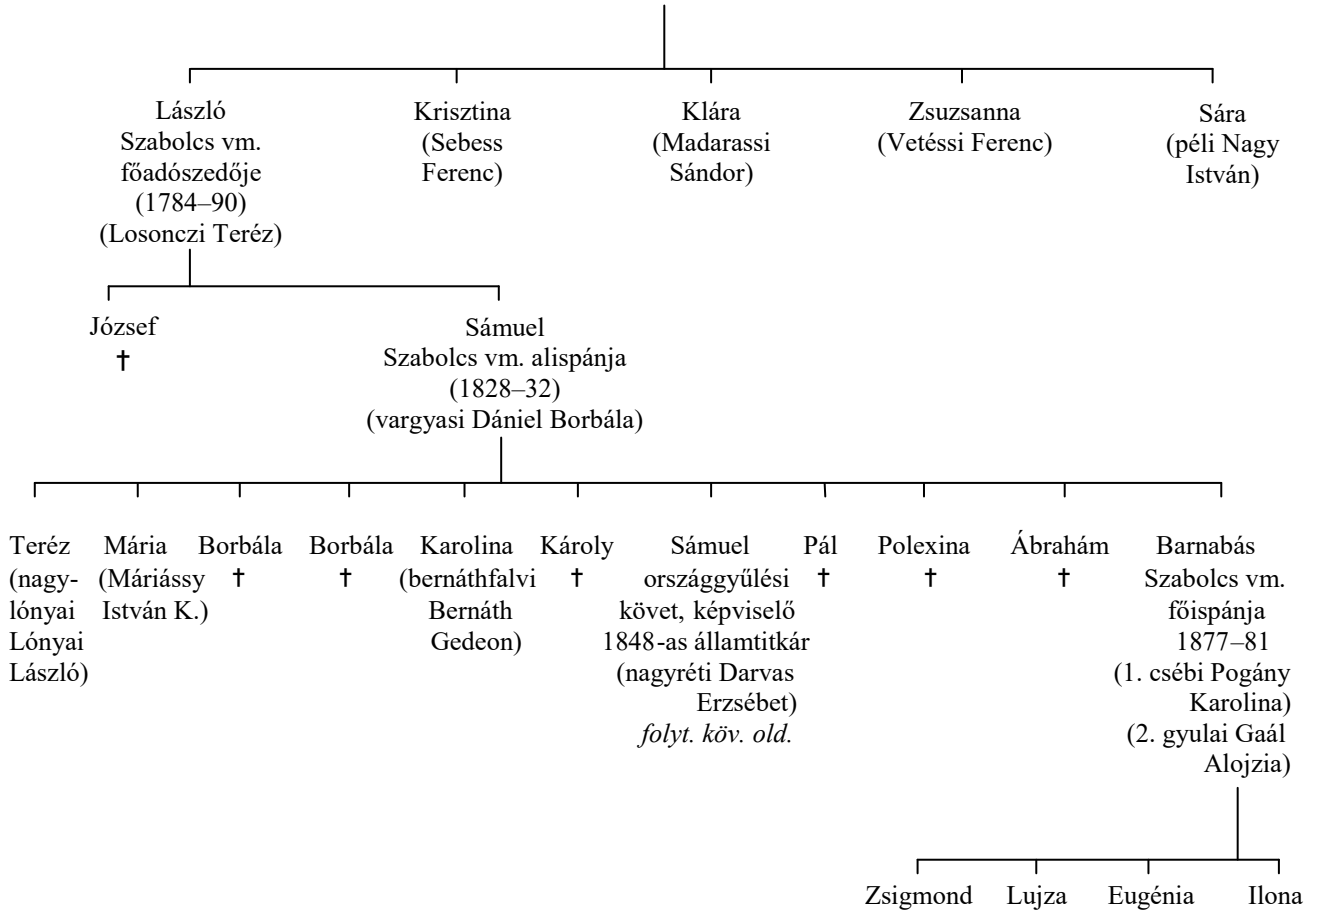 László
Szabolcs vm.
főadószedője
(1784–90)
(Losonczi Teréz)
Krisztina
(Sebess
Ferenc)
Klára
(Madarassi
Sándor)
Zsuzsanna
(Vetéssi Ferenc)
Sára
(péli Nagy
István)
József
†
Sámuel
Szabolcs vm. alispánja
(1828–32)
(vargyasi Dániel Borbála)
Teréz
(nagy-
lónyai
Lónyai
László)
Mária
(Máriássy
István K.)
Borbála
†
Borbála
†
Karolina
(bernáthfalvi
Bernáth
Gedeon)
Károly
†
Sámuel
országgyűlési
követ, képviselő
1848-as államtitkár
(nagyréti Darvas
Erzsébet)
folyt. köv. old.
Pál
†
Polexina
†
Ábrahám
†
Barnabás
Szabolcs vm.
főispánja
1877–81
(1. csébi Pogány
Karolina)
(2. gyulai Gaál
Alojzia)
Zsigmond
Lujza
Eugénia
Ilona